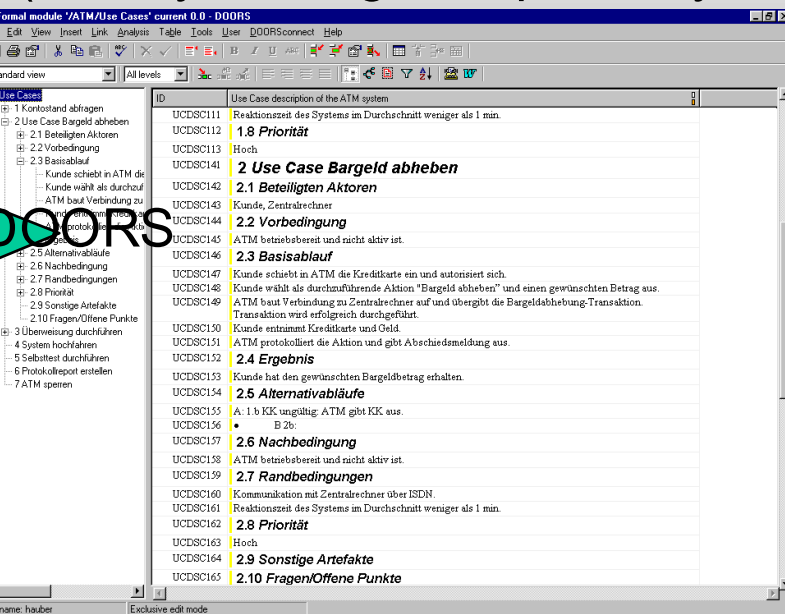 Formal module '/ATM/Use Cases' current 0.0 - DOORS
Edit View Insert Link Analysis Table Tools User DOORSconnect Help
Standard view All levels
Use Cases
1 Kontostand abfragen
2 Use Case Bargeld abheben
2.1 Beteiligten Aktoren
2.2 Vorbedingung
2.3 Basisablauf
Kunde schiebt in ATM die
Kunde wählt als durchzuf
ATM baut Verbindung zu
DOORS
2.5 Alternativabläufe
2.6 Nachbedingung
2.7 Randbedingungen
2.8 Priorität
2.9 Sonstige Artefakte
2.10 Fragen/Offene Punkte
3 Überweisung durchführen
4 System hochfahren
5 Selbsttest durchführen
6 Protokollreport erstellen
7 ATM sperren
ID Use Case description of the ATM system
UCDSC111 Reaktionszeit des Systems im Durchschnitt weniger als 1 min.
UCDSC112 1.8 Priorität
UCDSC113 Hoch
UCDSC141 2 Use Case Bargeld abheben
UCDSC142 2.1 Beteiligten Aktoren
UCDSC143 Kunde, Zentralrechner
UCDSC144 2.2 Vorbedingung
UCDSC145 ATM betriebsbereit und nicht aktiv ist.
UCDSC146 2.3 Basisablauf
UCDSC147 Kunde schiebt in ATM die Kreditkarte ein und autorisiert sich.
UCDSC148 Kunde wählt als durchzuführende Aktion "Bargeld abheben" und einen gewünschten Betrag aus.
UCDSC149 ATM baut Verbindung zu Zentralrechner auf und übergibt die Bargeldabhebung-Transaktion.
Transaktion wird erfolgreich durchgeführt.
UCDSC150 Kunde entnimmt Kreditkarte und Geld.
UCDSC151 ATM protokolliert die Aktion und gibt Abschiedsmeldung aus.
UCDSC152 2.4 Ergebnis
UCDSC153 Kunde hat den gewünschten Bargeldbetrag erhalten.
UCDSC154 2.5 Alternativabläufe
UCDSC155 A: 1.b KK ungültig: ATM gibt KK aus.
UCDSC156 • B 2b:
UCDSC157 2.6 Nachbedingung
UCDSC158 ATM betriebsbereit und nicht aktiv ist.
UCDSC159 2.7 Randbedingungen
UCDSC160 Kommunikation mit Zentralrechner über ISDN.
UCDSC161 Reaktionszeit des Systems im Durchschnitt weniger als 1 min.
UCDSC162 2.8 Priorität
UCDSC163 Hoch
UCDSC164 2.9 Sonstige Artefakte
UCDSC165 2.10 Fragen/Offene Punkte
name: hauber Exclusive edit mode